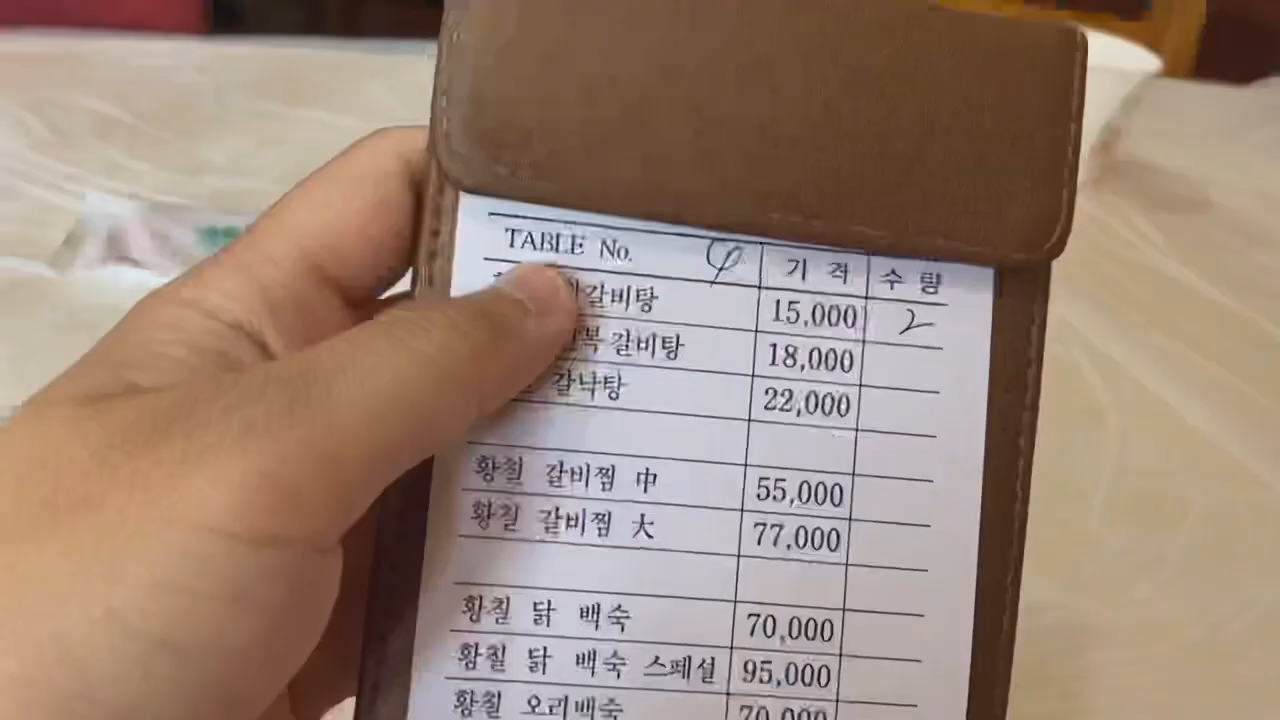 TABLE No. 4 기 격 수 량
갈비탕 15,000 2
갈비탕 18,000
갈낙탕 22,000
황칠 갈비찜 中 55,000
황칠 갈비찜 大 77,000
황칠 닭 백숙 70,000
황칠 닭 백숙 스페셜 95,000
황칠 오리백숙 70,000